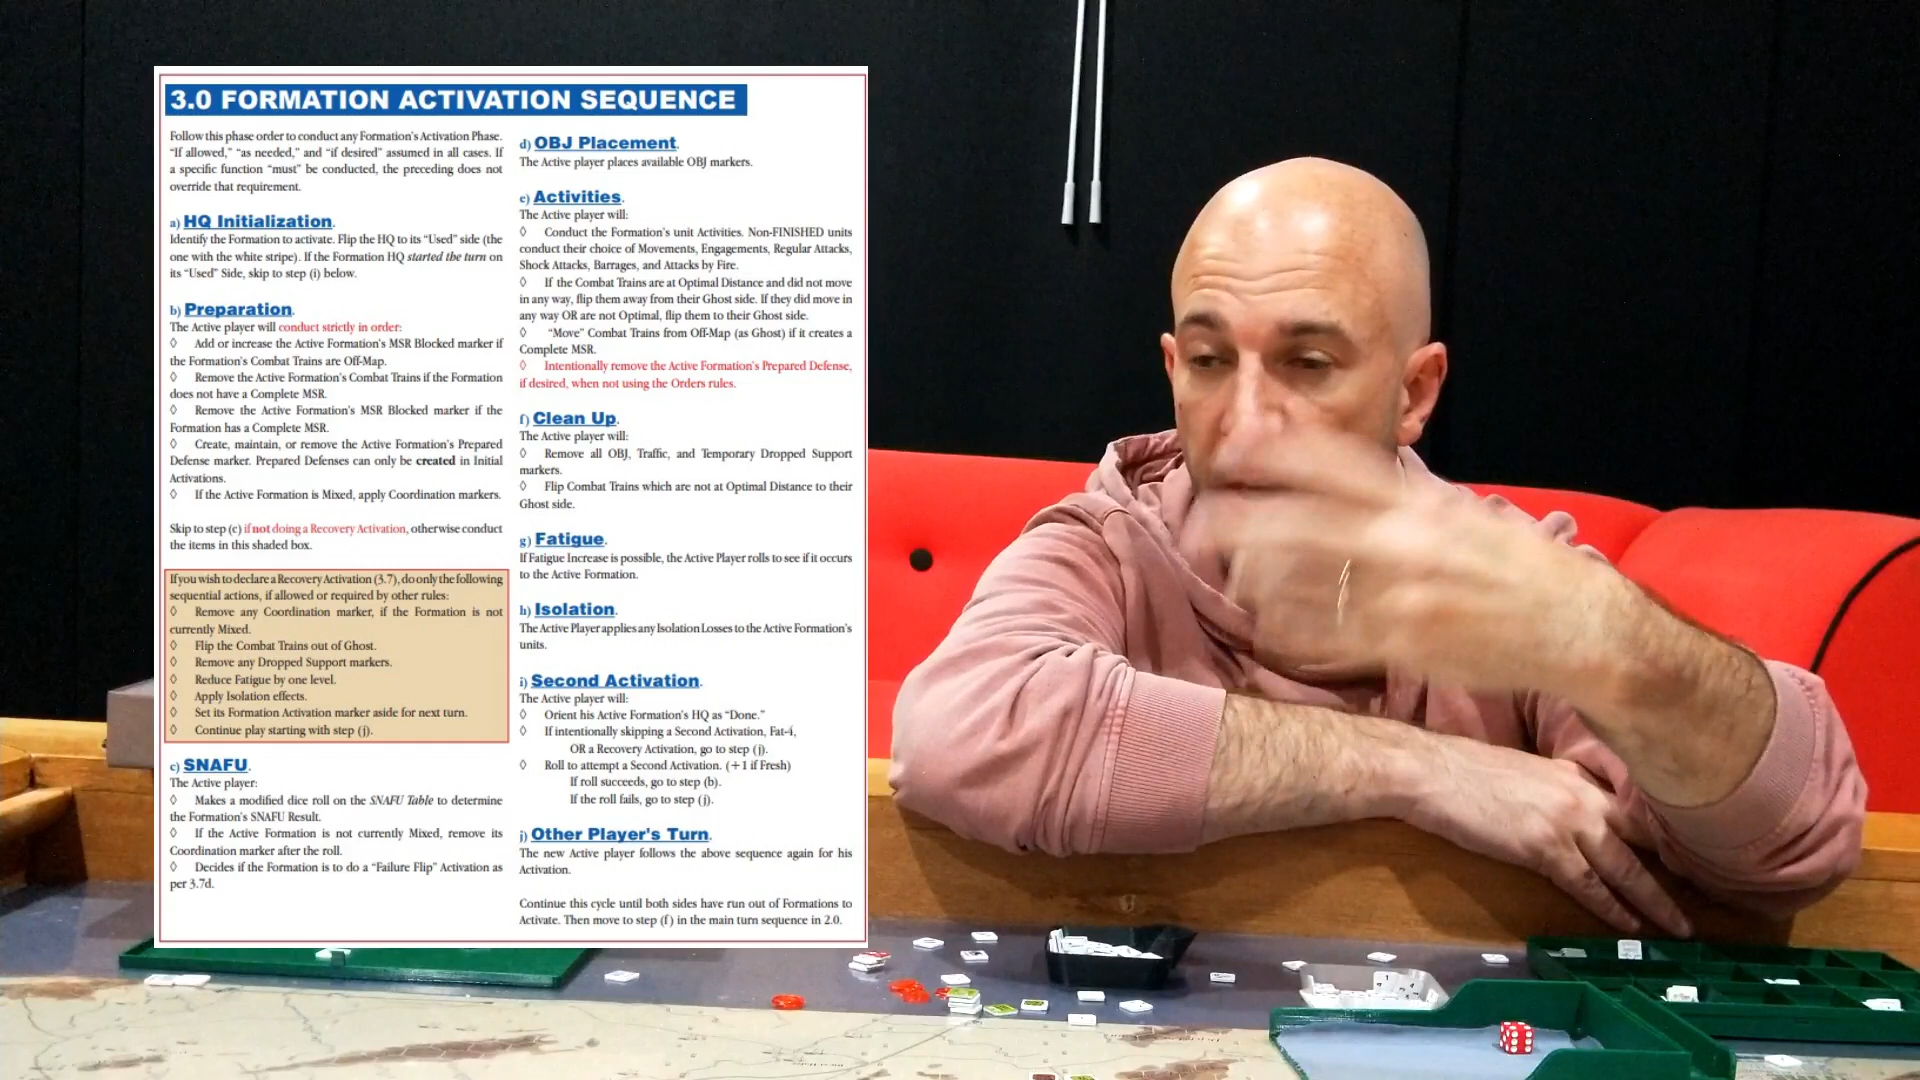 3.0 FORMATION ACTIVATION SEQUENCE
Follow this phase order to conduct any Formation's Activation Phase.
"If allowed," "as needed," and "if desired" assumed in all cases. If
a specific function "must" be conducted, the preceding does not
override that requirement.
a) HQ Initialization.
Identify the Formation to activate. Flip the HQ to its "Used" side (the
one with the white stripe). If the Formation HQ started the turn on
its "Used" Side, skip to step (i) below.
b) Preparation.
The Active player will conduct strictly in order:
◊ Add or increase the Active Formation's MSR Blocked marker if
the Formation's Combat Trains are Off-Map.
◊ Remove the Active Formation's Combat Trains if the Formation
does not have a Complete MSR.
◊ Remove the Active Formation's MSR Blocked marker if the
Formation has a Complete MSR.
◊ Create, maintain, or remove the Active Formation's Prepared
Defense marker. Prepared Defenses can only be created in Initial
Activations.
◊ If the Active Formation is Mixed, apply Coordination markers.
Skip to step (c) if not doing a Recovery Activation, otherwise conduct
the items in this shaded box.
If you wish to declare a Recovery Activation (3.7), do only the following
sequential actions, if allowed or required by other rules:
◊ Remove any Coordination marker, if the Formation is not
currently Mixed.
◊ Flip the Combat Trains out of Ghost.
◊ Remove any Dropped Support markers.
◊ Reduce Fatigue by one level.
◊ Apply Isolation effects.
◊ Set its Formation Activation marker aside for next turn.
◊ Continue play starting with step (j).
c) SNAFU.
The Active player:
◊ Makes a modified dice roll on the SNAFU Table to determine
the Formation's SNAFU Result.
◊ If the Active Formation is not currently Mixed, remove its
Coordination marker after the roll.
◊ Decides if the Formation is to do a "Failure Flip" Activation as
per 3.7d.
d) OBJ Placement.
The Active player places available OBJ markers.
e) Activities.
The Active player will:
◊ Conduct the Formation's unit Activities. Non-FINISHED units
conduct their choice of Movements, Engagements, Regular Attacks,
Shock Attacks, Barrages, and Attacks by Fire.
◊ If the Combat Trains are at Optimal Distance and did not move
in any way, flip them away from their Ghost side. If they did move in
any way OR are not Optimal, flip them to their Ghost side.
◊ "Move" Combat Trains from Off-Map (as Ghost) if it creates a
Complete MSR.
◊ Intentionally remove the Active Formation's Prepared Defense,
if desired, when not using the Orders rules.
f) Clean Up.
The Active player will:
◊ Remove all OBJ, Traffic, and Temporary Dropped Support
markers.
◊ Flip Combat Trains which are not at Optimal Distance to their
Ghost side.
g) Fatigue.
If Fatigue Increase is possible, the Active Player rolls to see if it occurs
to the Active Formation.
h) Isolation.
The Active Player applies any Isolation Losses to the Active Formation's
units.
i) Second Activation.
The Active player will:
◊ Orient his Active Formation's HQ as "Done."
◊ If intentionally skipping a Second Activation, Fat-4,
OR a Recovery Activation, go to step (j).
◊ Roll to attempt a Second Activation. (+1 if Fresh)
If roll succeeds, go to step (b).
If the roll fails, go to step (j).
j) Other Player's Turn.
The new Active player follows the above sequence again for his
Activation.
Continue this cycle until both sides have run out of Formations to
Activate. Then move to step (f) in the main turn sequence in 2.0.